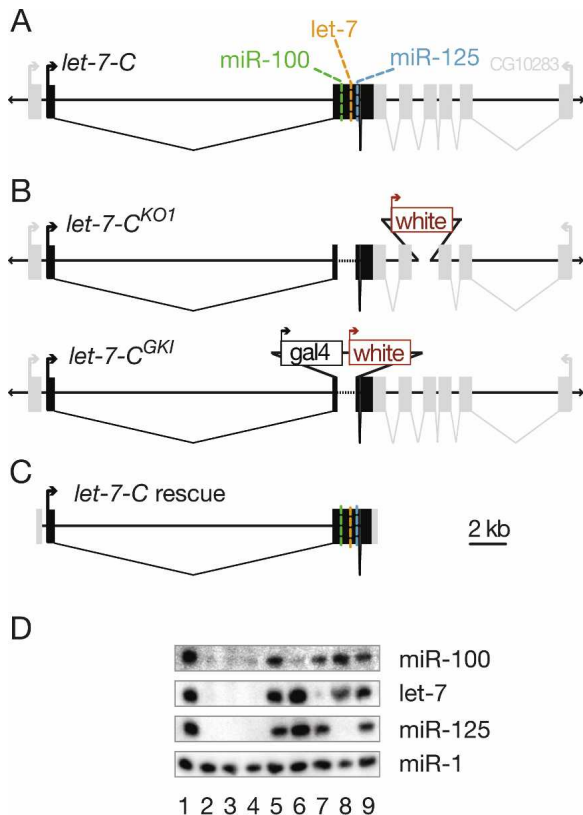 A
let-7-C
let-7
miR-100
miR-125
CG10283
B
let-7-C^KO1
white
let-7-C^GKI
gal4
white
C
let-7-C rescue
2 kb
D
miR-100
let-7
miR-125
miR-1
1 2 3 4 5 6 7 8 9